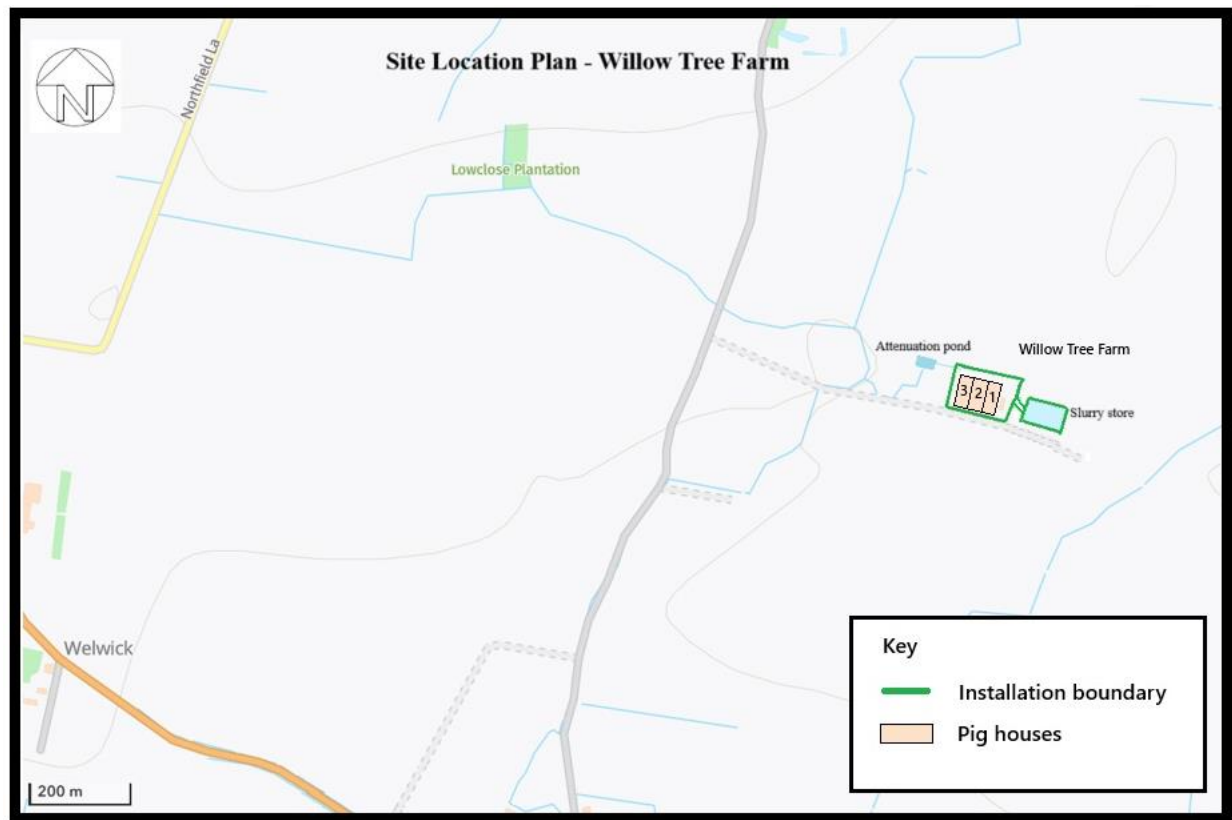 Site Location Plan - Willow Tree Farm
N
Northfield La
Lowclose Plantation
Attenuation pond
Willow Tree Farm
3 2 1
Slurry store
Welwick
200 m
Key
Installation boundary
Pig houses